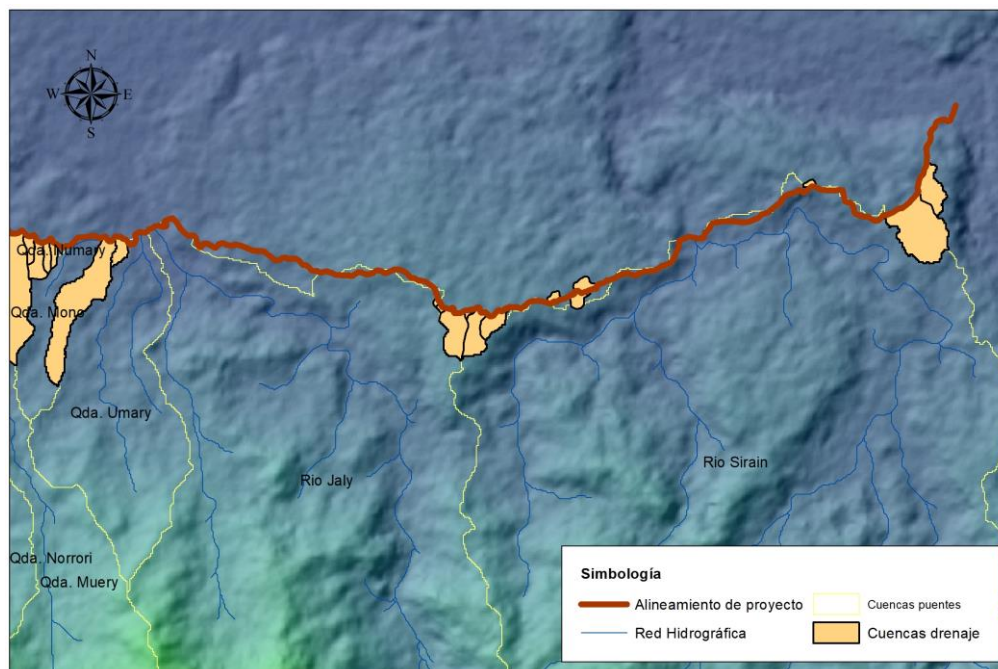 N
W E
S
Qda. Numary
Qda. Mono
Qda. Umary
Rio Jaly
Rio Sirain
Qda. Norrori
Qda. Muery
Simbología
Alineamiento de proyecto
Cuencas puentes
Red Hidrográfica
Cuencas drenaje